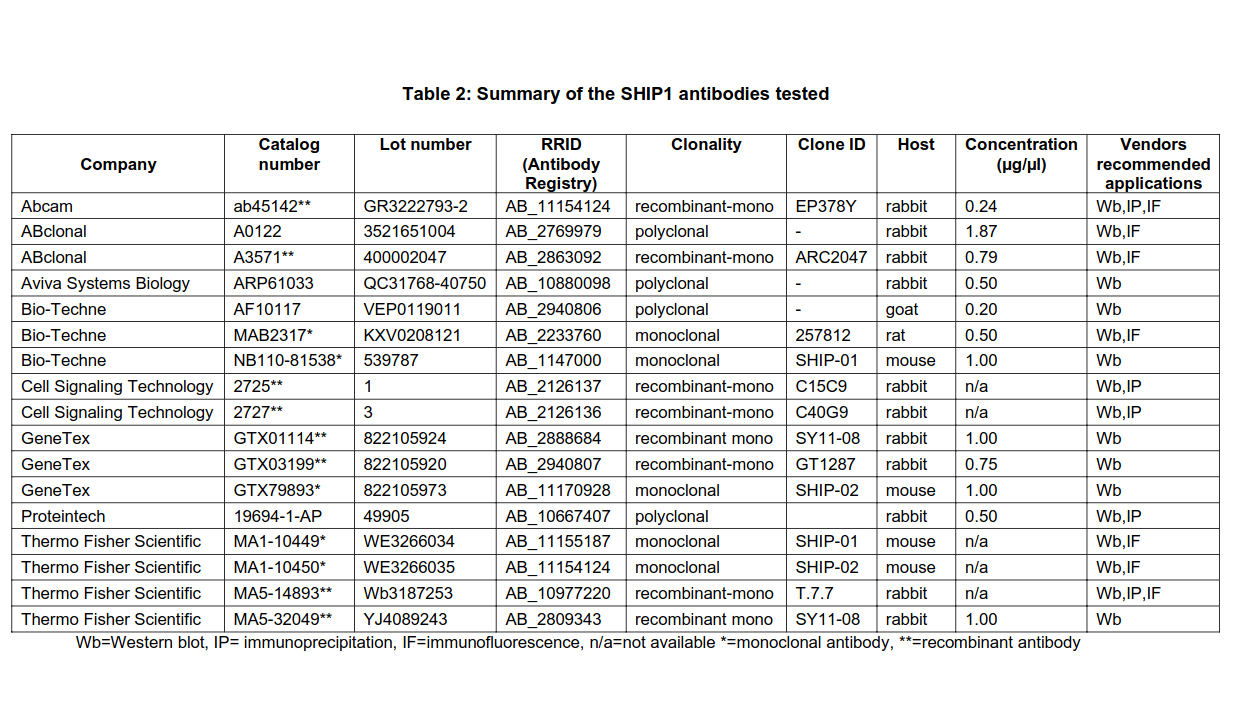 Table 2: Summary of the SHIP1 antibodies tested
Company Catalog number Lot number RRID (Antibody Registry) Clonality Clone ID Host Concentration (µg/µl) Vendors recommended applications
Abcam ab45142** GR3222793-2 AB_11154124 recombinant-mono EP378Y rabbit 0.24 Wb,IP,IF
ABclonal A0122 3521651004 AB_2769979 polyclonal - rabbit 1.87 Wb,IF
ABclonal A3571** 400002047 AB_2863092 recombinant-mono ARC2047 rabbit 0.79 Wb,IF
Aviva Systems Biology ARP61033 QC31768-40750 AB_10880098 polyclonal - rabbit 0.50 Wb
Bio-Techne AF10117 VEP0119011 AB_2940806 polyclonal - goat 0.20 Wb
Bio-Techne MAB2317* KXV0208121 AB_2233760 monoclonal 257812 rat 0.50 Wb,IF
Bio-Techne NB110-81538* 539787 AB_1147000 monoclonal SHIP-01 mouse 1.00 Wb
Cell Signaling Technology 2725** 1 AB_2126137 recombinant-mono C15C9 rabbit n/a Wb,IP
Cell Signaling Technology 2727** 3 AB_2126136 recombinant-mono C40G9 rabbit n/a Wb,IP
GeneTex GTX01114** 822105924 AB_2888684 recombinant mono SY11-08 rabbit 1.00 Wb
GeneTex GTX03199** 822105920 AB_2940807 recombinant-mono GT1287 rabbit 0.75 Wb
GeneTex GTX79893* 822105973 AB_11170928 monoclonal SHIP-02 mouse 1.00 Wb
Proteintech 19694-1-AP 49905 AB_10667407 polyclonal rabbit 0.50 Wb,IP
Thermo Fisher Scientific MA1-10449* WE3266034 AB_11155187 monoclonal SHIP-01 mouse n/a Wb,IF
Thermo Fisher Scientific MA1-10450* WE3266035 AB_11154124 monoclonal SHIP-02 mouse n/a Wb,IF
Thermo Fisher Scientific MA5-14893** Wb3187253 AB_10977220 recombinant-mono T.7.7 rabbit n/a Wb,IP,IF
Thermo Fisher Scientific MA5-32049** YJ4089243 AB_2809343 recombinant mono SY11-08 rabbit 1.00 Wb
Wb=Western blot, IP= immunoprecipitation, IF=immunofluorescence, n/a=not available *=monoclonal antibody, **=recombinant antibody